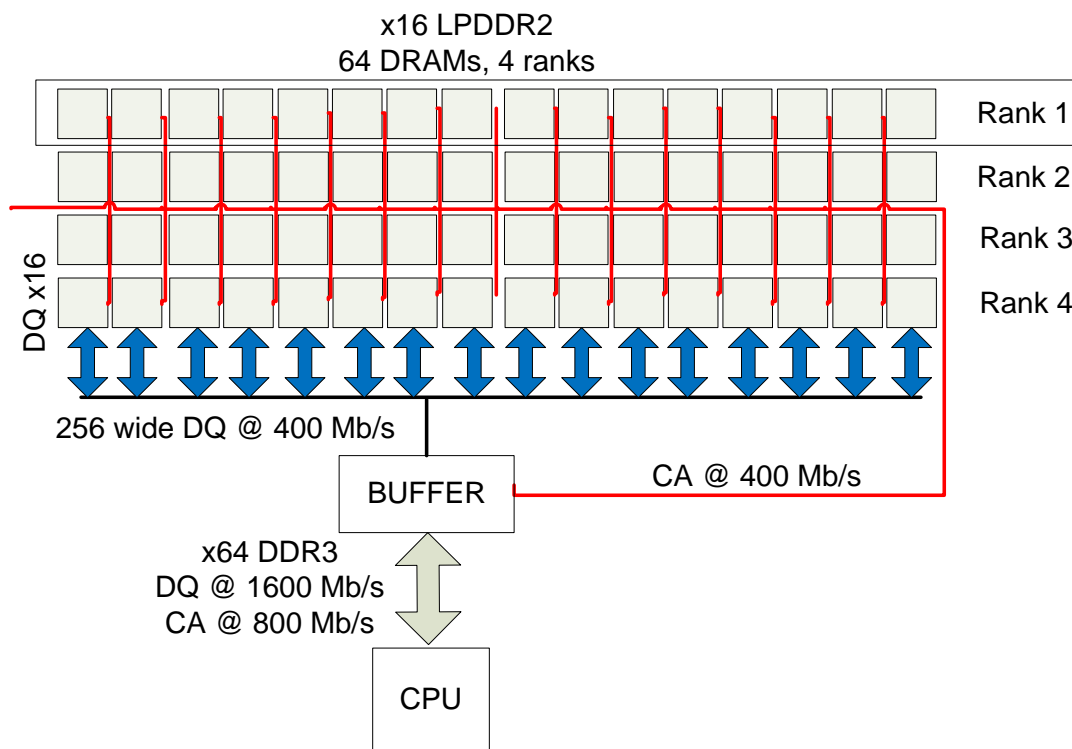 x16 LPDDR2
64 DRAMs, 4 ranks
Rank 1
Rank 2
Rank 3
Rank 4
DQ x16
256 wide DQ @ 400 Mb/s
CA @ 400 Mb/s
BUFFER
x64 DDR3
DQ @ 1600 Mb/s
CA @ 800 Mb/s
CPU